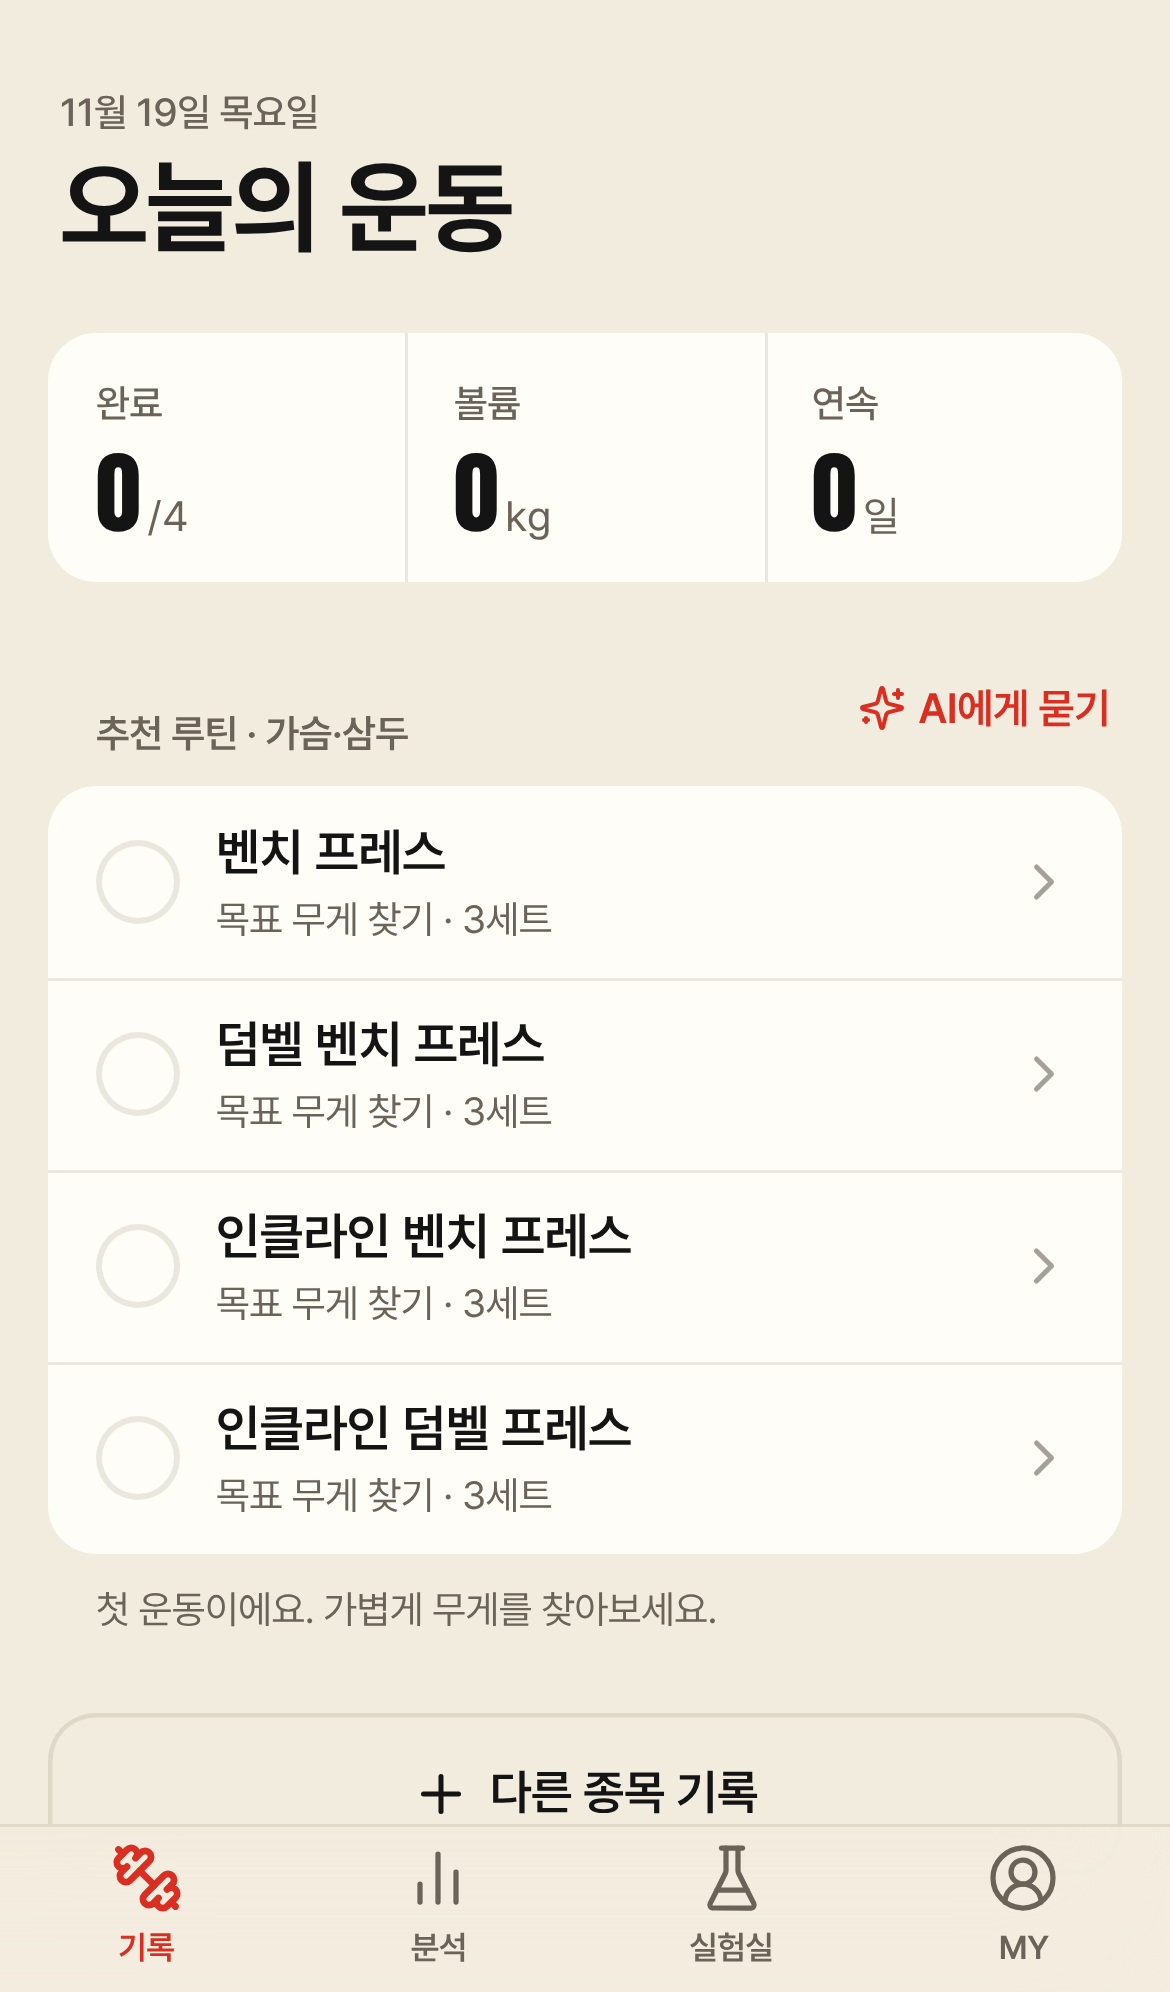 11월 19일 목요일
오늘의 운동
완료
0/4
볼륨
0kg
연속
0일
AI에게 묻기
추천 루틴 · 가슴·삼두
벤치 프레스
목표 무게 찾기 · 3세트
덤벨 벤치 프레스
목표 무게 찾기 · 3세트
인클라인 벤치 프레스
목표 무게 찾기 · 3세트
인클라인 덤벨 프레스
목표 무게 찾기 · 3세트
첫 운동이에요. 가볍게 무게를 찾아보세요.
+ 다른 종목 기록
기록
분석
실험실
MY